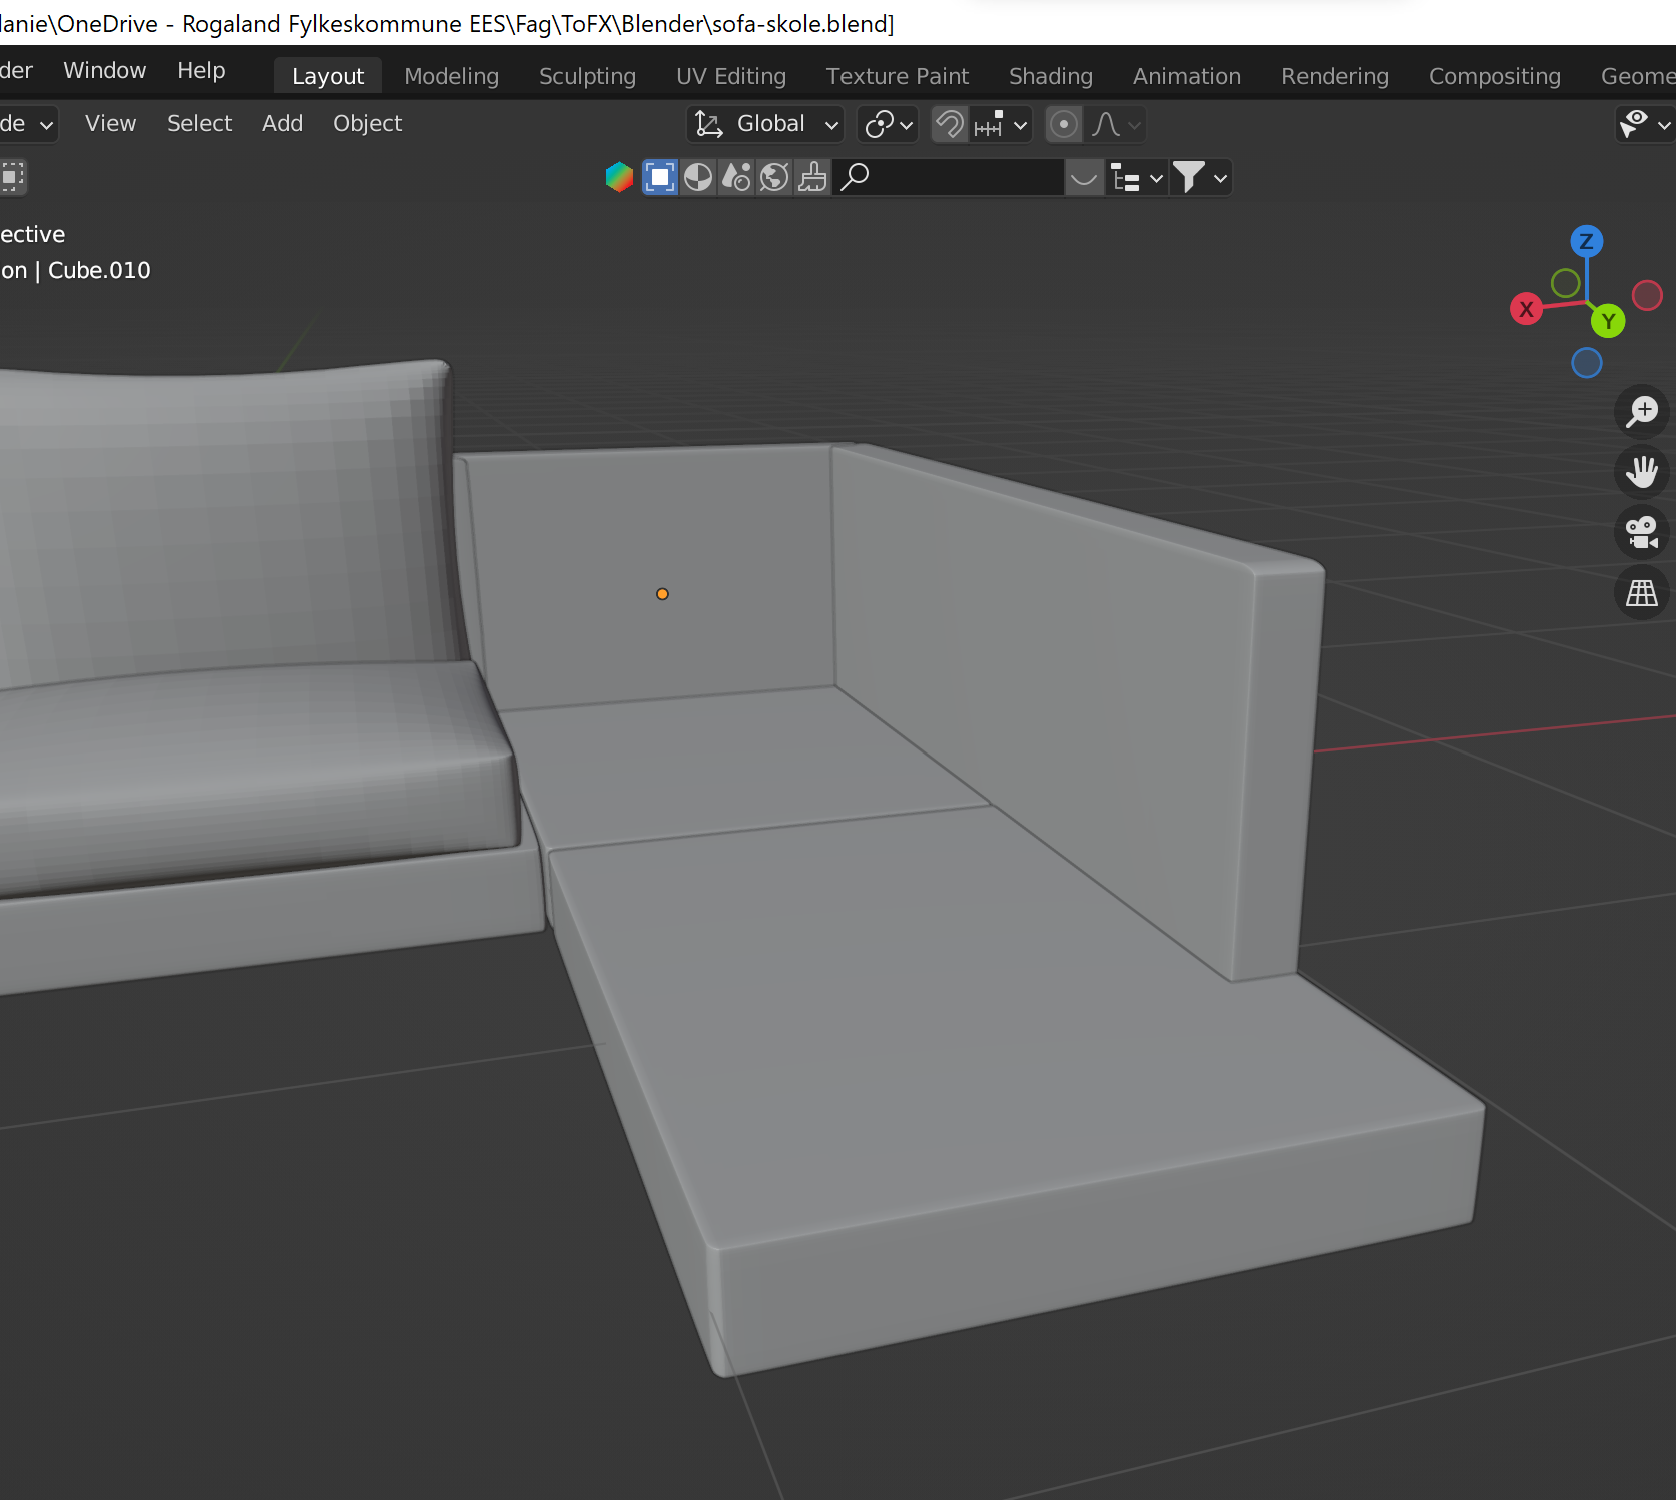 anie\OneDrive - Rogaland Fylkeskommune EES\Fag\ToFX\Blender\sofa-skole.blend]
der Window Help Layout Modeling Sculpting UV Editing Texture Paint Shading Animation Rendering Compositing Geome
de View Select Add Object Global
ective
on | Cube.010
Z
X
Y